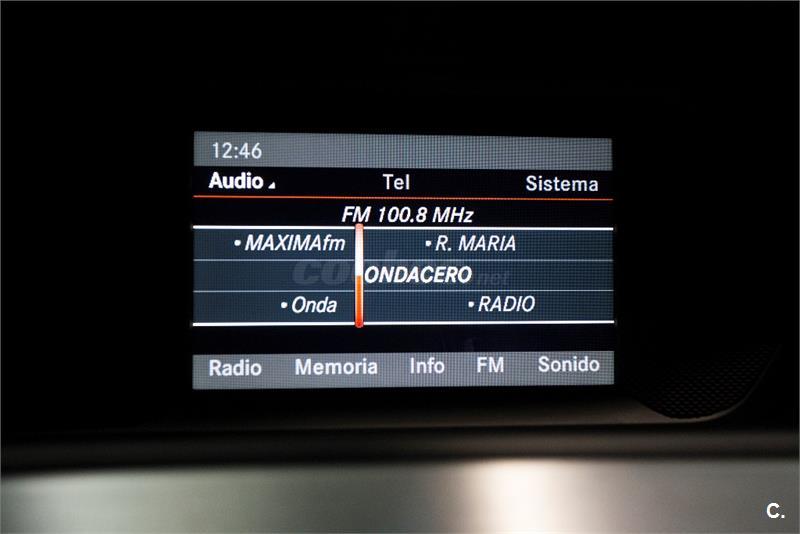 12:46
Audio Tel Sistema
FM 100.8 MHz
• MAXIMAfm • R. MARIA
ONDACERO
• Onda • RADIO
Radio Memoria Info FM Sonido
C.